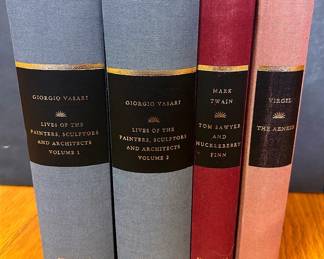 GIORGIO VASARI
LIVES OF THE
PAINTERS, SCULPTORS
AND ARCHITECTS
VOLUME 1
GIORGIO VASARI
LIVES OF THE
PAINTERS, SCULPTORS
AND ARCHITECTS
VOLUME 2
MARK
TWAIN
TOM SAWYER
AND
HUCKLEBERRY
FINN
VIRGIL
THE AENEID